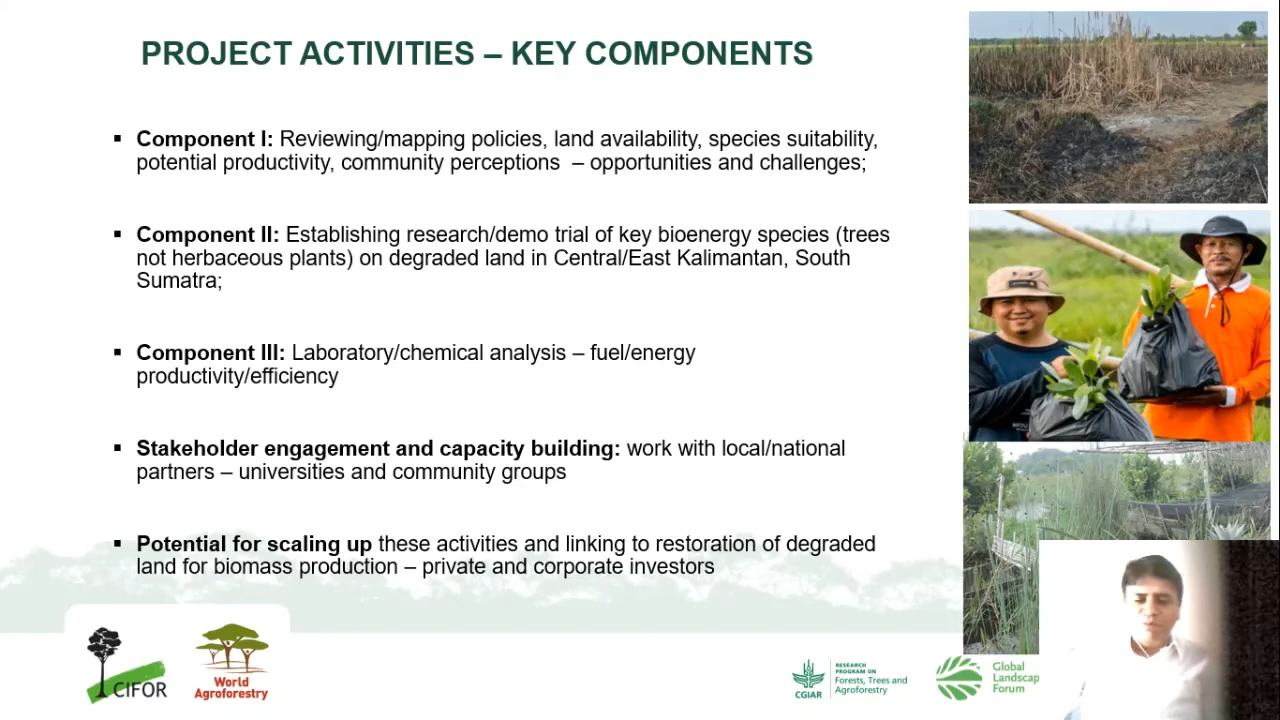 PROJECT ACTIVITIES – KEY COMPONENTS
▪ Component I: Reviewing/mapping policies, land availability, species suitability,
potential productivity, community perceptions – opportunities and challenges;
▪ Component II: Establishing research/demo trial of key bioenergy species (trees
not herbaceous plants) on degraded land in Central/East Kalimantan, South
Sumatra;
▪ Component III: Laboratory/chemical analysis – fuel/energy
productivity/efficiency
▪ Stakeholder engagement and capacity building: work with local/national
partners – universities and community groups
▪ Potential for scaling up these activities and linking to restoration of degraded
land for biomass production – private and corporate investors
CIFOR
World
Agroforestry
CGIAR
RESEARCH
PROGRAM ON
Forests, Trees and
Agroforestry
Global
Landscap
Forum